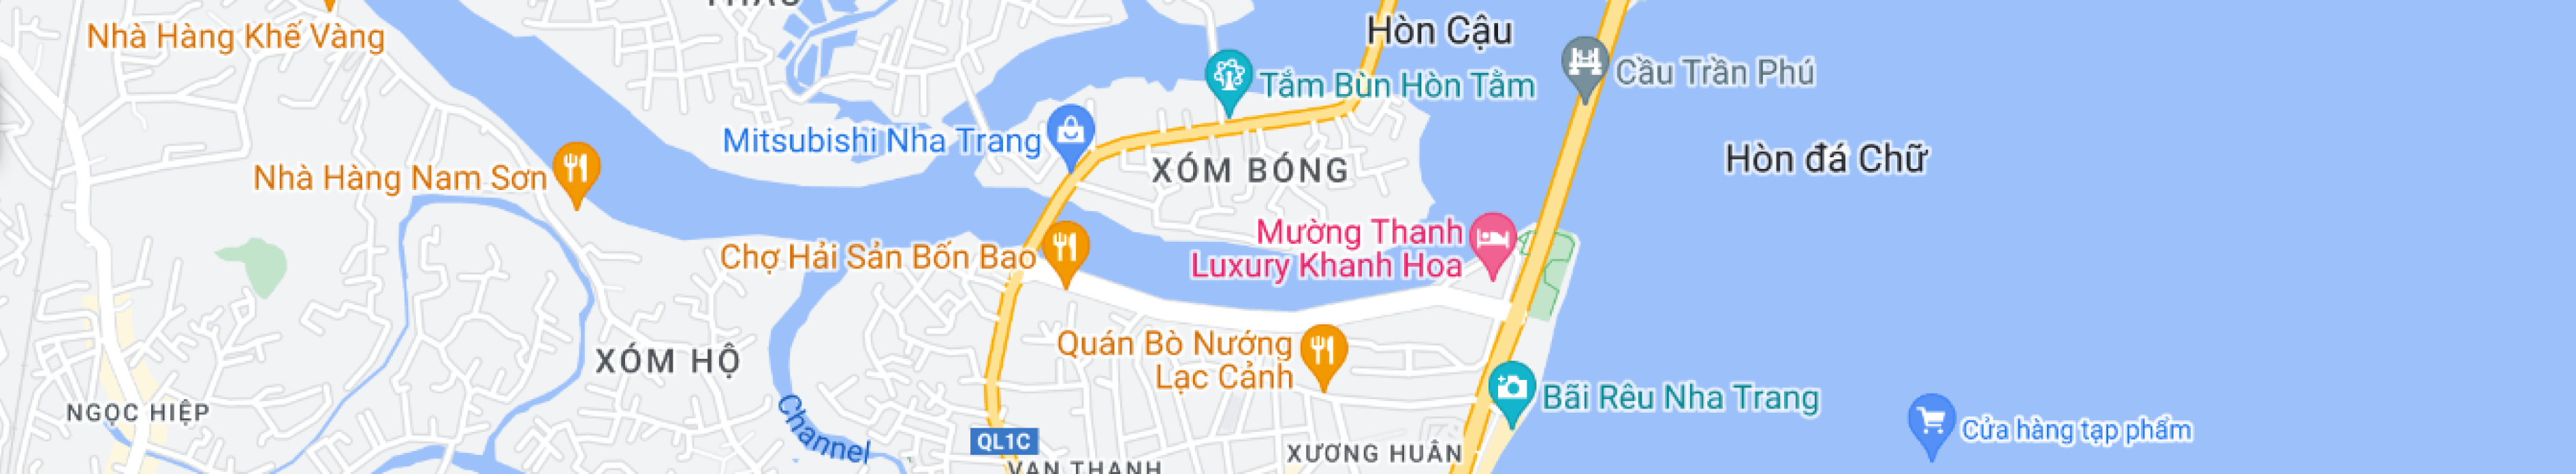 Nhà Hàng Khế Vàng
Hòn Cậu
Cầu Trần Phú
Tắm Bùn Hòn Tằm
Mitsubishi Nha Trang
XÓM BÓNG
Hòn đá Chữ
Nhà Hàng Nam Sơn
Mường Thanh
Luxury Khanh Hoa
Chợ Hải Sản Bốn Bao
Quán Bò Nướng
Lạc Cảnh
XÓM HỘ
NGỌC HIỆP
Bãi Rêu Nha Trang
Channel
QL1C
Cửa hàng tạp phẩm
XƯƠNG HUÂN
VẠN THẠNH